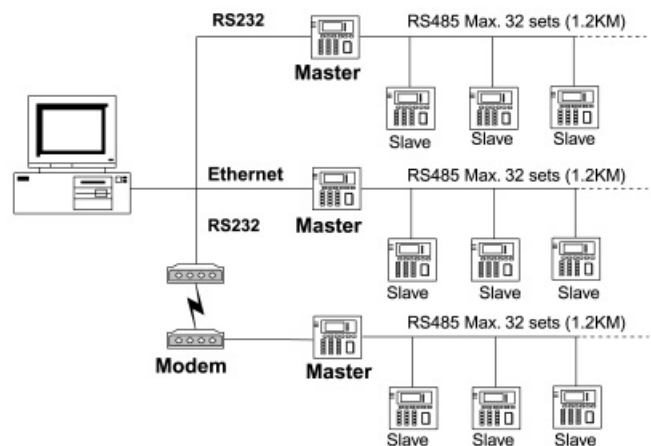 RS232
RS485 Max. 32 sets (1.2KM)
Master
Slave
Slave
Slave
Ethernet
RS485 Max. 32 sets (1.2KM)
Master
RS232
Slave
Slave
Slave
RS485 Max. 32 sets (1.2KM)
Modem
Master
Slave
Slave
Slave